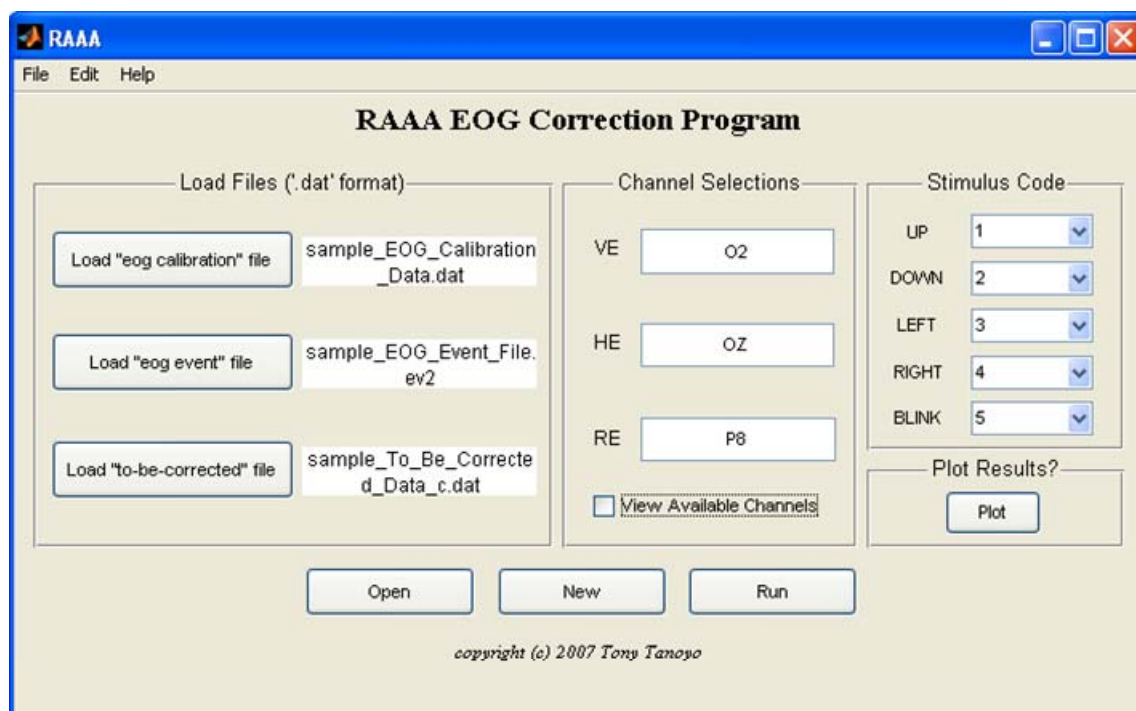 RAAA
File Edit Help
RAAA EOG Correction Program
Load Files ('.dat' format)
Load "eog calibration" file
sample_EOG_Calibration
_Data.dat
Load "eog event" file
sample_EOG_Event_File.
ev2
Load "to-be-corrected" file
sample_To_Be_Correcte
d_Data_c.dat
Channel Selections
VE O2
HE OZ
RE P8
View Available Channels
Stimulus Code
UP 1
DOWN 2
LEFT 3
RIGHT 4
BLINK 5
Plot Results?
Plot
Open New Run
copyright (c) 2007 Tony Tanoyo